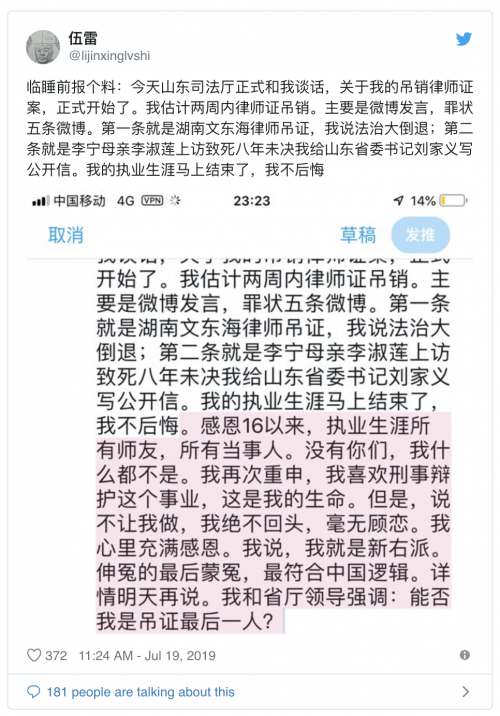 伍雷
@lijinxinglvshi
临睡前报个料：今天山东司法厅正式和我谈话，关于我的吊销律师证
案，正式开始了。我估计两周内律师证吊销。主要是微博发言，罪状
五条微博。第一条就是湖南文东海律师吊证，我说法治大倒退；第二
条就是李宁母亲李淑莲上访致死八年未决我给山东省委书记刘家义写
公开信。我的执业生涯马上结束了，我不后悔
中国移动 4G VPN 23:23 14%
取消 草稿 发推
我谈话，关于我的吊销律师证案，正式
开始了。我估计两周内律师证吊销。主
要是微博发言，罪状五条微博。第一条
就是湖南文东海律师吊证，我说法治大
倒退；第二条就是李宁母亲李淑莲上访
致死八年未决我给山东省委书记刘家义
写公开信。我的执业生涯马上结束了，
我不后悔。感恩16以来，执业生涯所
有师友，所有当事人。没有你们，我什
么都不是。我再次重申，我喜欢刑事辩
护这个事业，这是我的生命。但是，说
不让我做，我绝不回头，毫无顾恋。我
心里充满感恩。我说，我就是新右派。
伸冤的最后蒙冤，最符合中国逻辑。详
情明天再说。我和省厅领导强调：能否
我是吊证最后一人？
372 11:24 AM - Jul 19, 2019
181 people are talking about this